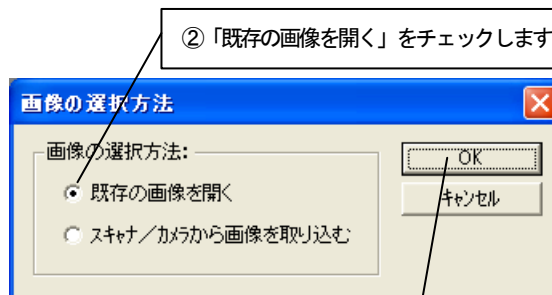 ②「既存の画像を開く」をチェックします
画像の選択方法
画像の選択方法:
既存の画像を開く
スキャナ/カメラから画像を取り込む
OK
キャンセル